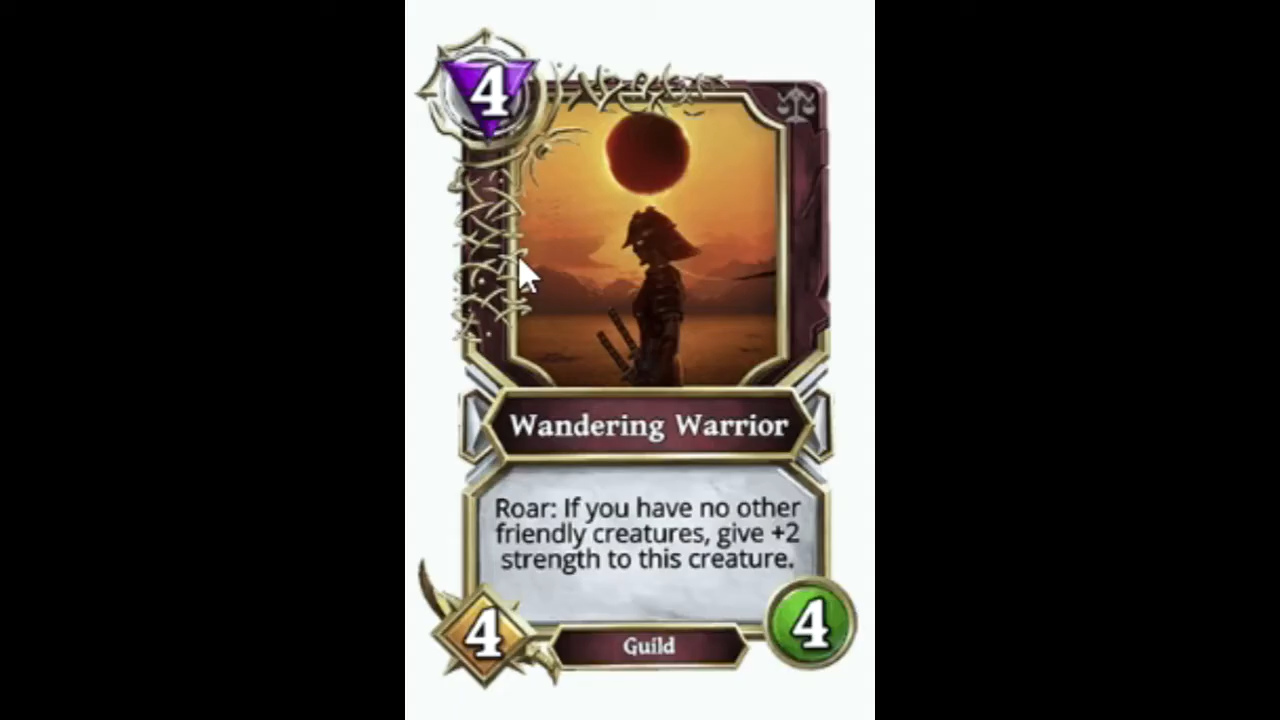 4
Wandering Warrior
Roar: If you have no other
friendly creatures, give +2
strength to this creature.
4
4
Guild